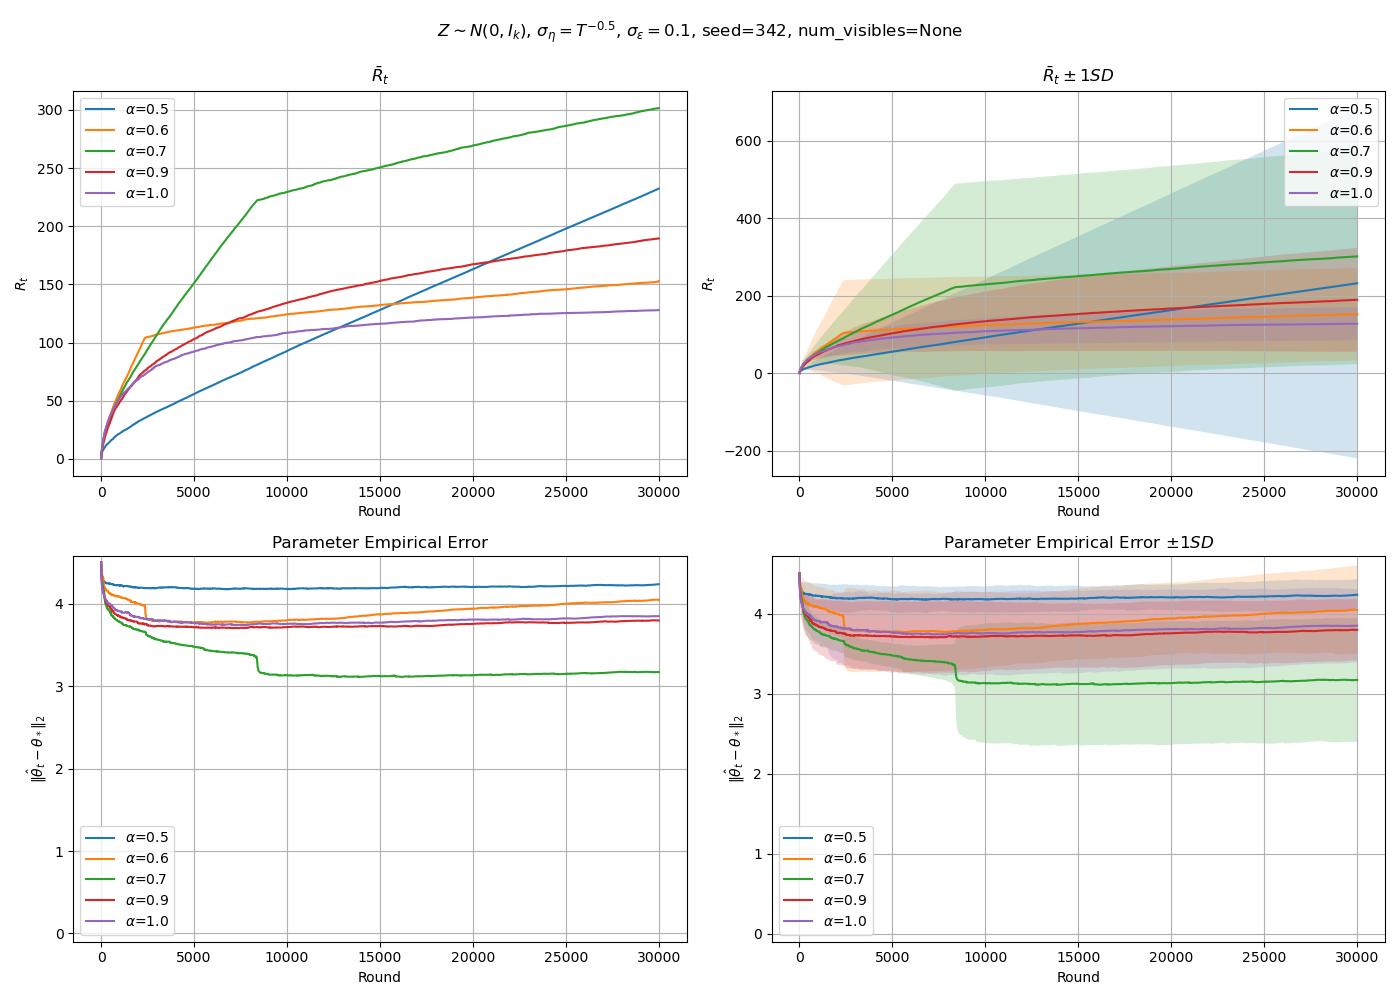 Z ∼ N(0, I_k), σ_η = T^{−0.5}, σ_ε = 0.1, seed=342, num_visibles=None
R̄_t
R_t
300
250
200
150
100
50
0
α=0.5
α=0.6
α=0.7
α=0.9
α=1.0
0 5000 10000 15000 20000 25000 30000
Round
R̄_t ± 1SD
R_t
600
400
200
0
−200
α=0.5
α=0.6
α=0.7
α=0.9
α=1.0
0 5000 10000 15000 20000 25000 30000
Round
Parameter Empirical Error
‖θ̂_t − θ_*‖_2
4
3
2
1
0
α=0.5
α=0.6
α=0.7
α=0.9
α=1.0
0 5000 10000 15000 20000 25000 30000
Round
Parameter Empirical Error ±1SD
‖θ̂_t − θ_*‖_2
4
3
2
1
0
α=0.5
α=0.6
α=0.7
α=0.9
α=1.0
0 5000 10000 15000 20000 25000 30000
Round